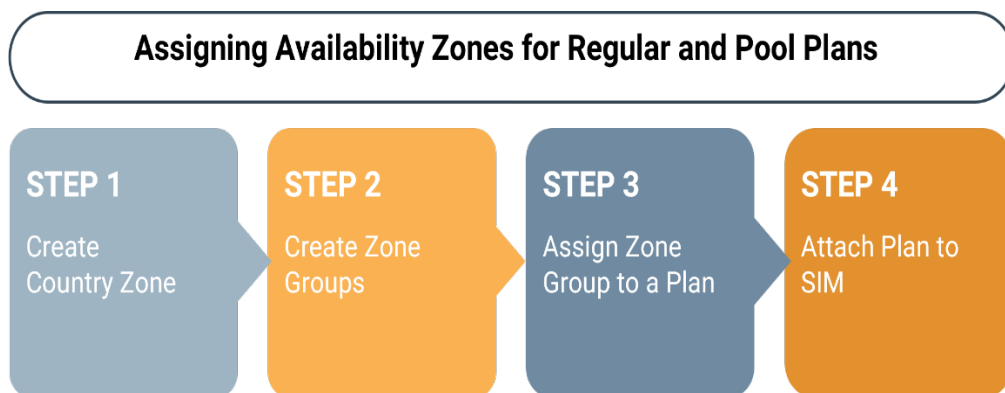 Assigning Availability Zones for Regular and Pool Plans
STEP 1
Create
Country Zone
STEP 2
Create Zone
Groups
STEP 3
Assign Zone
Group to a Plan
STEP 4
Attach Plan to
SIM